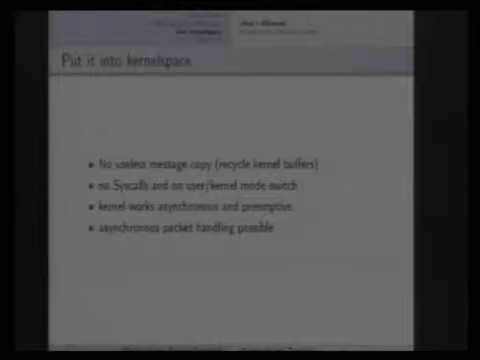 Put it into kernelspace
No useless message copy (recycle kernel buffers)
no Syscalls and no user/kernel mode switch
kernel works asynchronous and preemptive
asynchronous packet handling possible